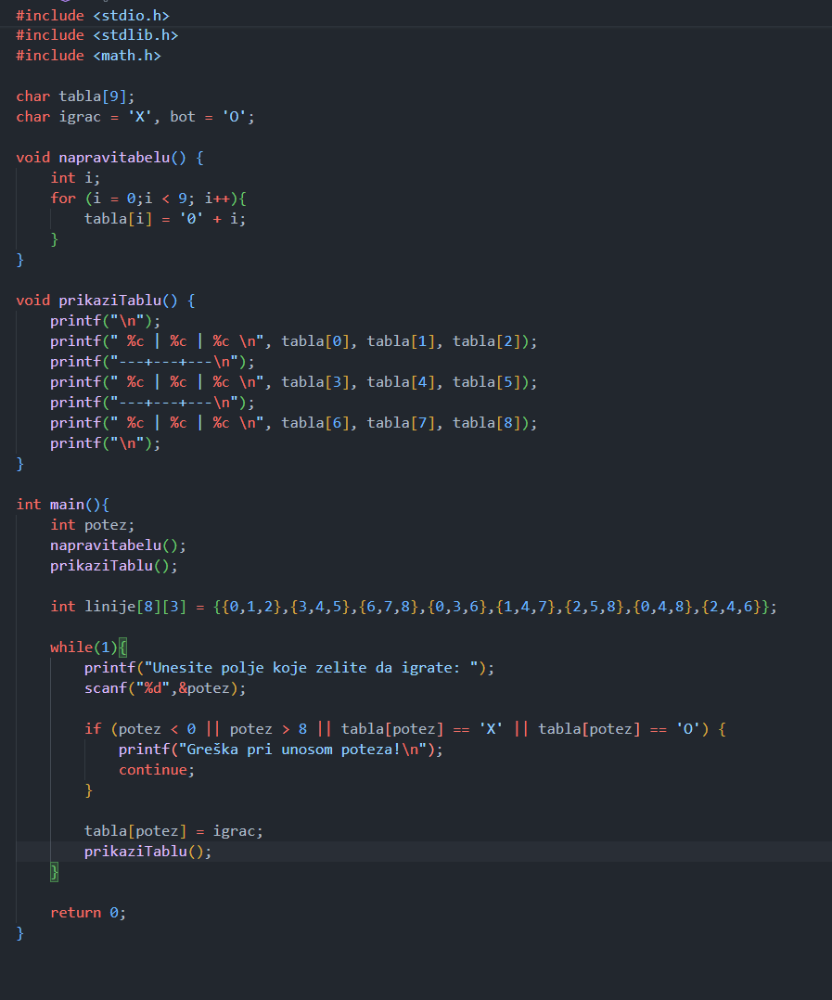 #include <stdio.h>
#include <stdlib.h>
#include <math.h>
char tabla[9];
char igrac = 'X', bot = 'O';
void napravitabelu() {
    int i;
    for (i = 0;i < 9; i++){
        tabla[i] = '0' + i;
    }
}
void prikaziTablu() {
    printf("\n");
    printf(" %c | %c | %c \n", tabla[0], tabla[1], tabla[2]);
    printf("---+---+---\n");
    printf(" %c | %c | %c \n", tabla[3], tabla[4], tabla[5]);
    printf("---+---+---\n");
    printf(" %c | %c | %c \n", tabla[6], tabla[7], tabla[8]);
    printf("\n");
}
int main(){
    int potez;
    napravitabelu();
    prikaziTablu();
    int linije[8][3] = {{0,1,2},{3,4,5},{6,7,8},{0,3,6},{1,4,7},{2,5,8},{0,4,8},{2,4,6}};
    while(1){
        printf("Unesite polje koje zelite da igrate: ");
        scanf("%d",&potez);
        if (potez < 0 || potez > 8 || tabla[potez] == 'X' || tabla[potez] == 'O') {
            printf("Greška pri unosom poteza!\n");
            continue;
        }
        tabla[potez] = igrac;
        prikaziTablu();
    }
    return 0;
}